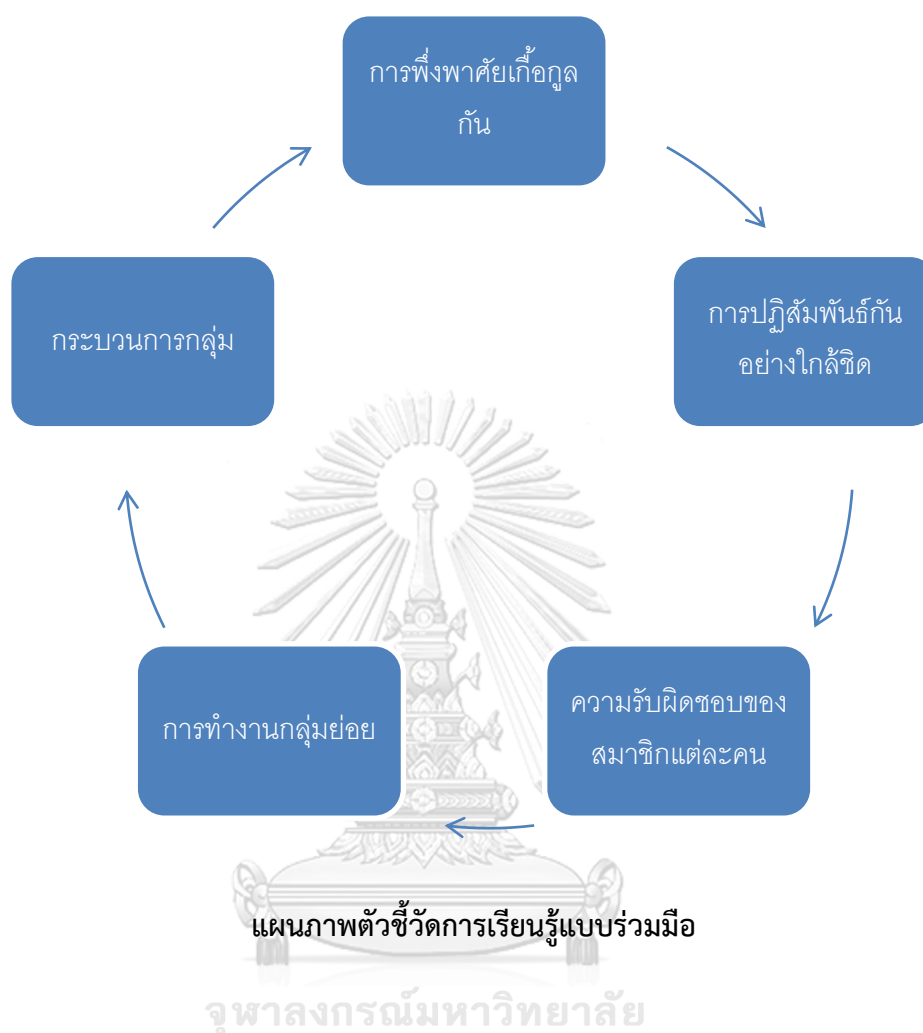 การพึ่งพาศัยเกื้อกูล
กัน
การปฏิสัมพันธ์กัน
อย่างใกล้ชิด
ความรับผิดชอบของ
สมาชิกแต่ละคน
การทำงานกลุ่มย่อย
กระบวนการกลุ่ม
แผนภาพตัวชี้วัดการเรียนรู้แบบร่วมมือ
จุฬาลงกรณ์มหาวิทยาลัย